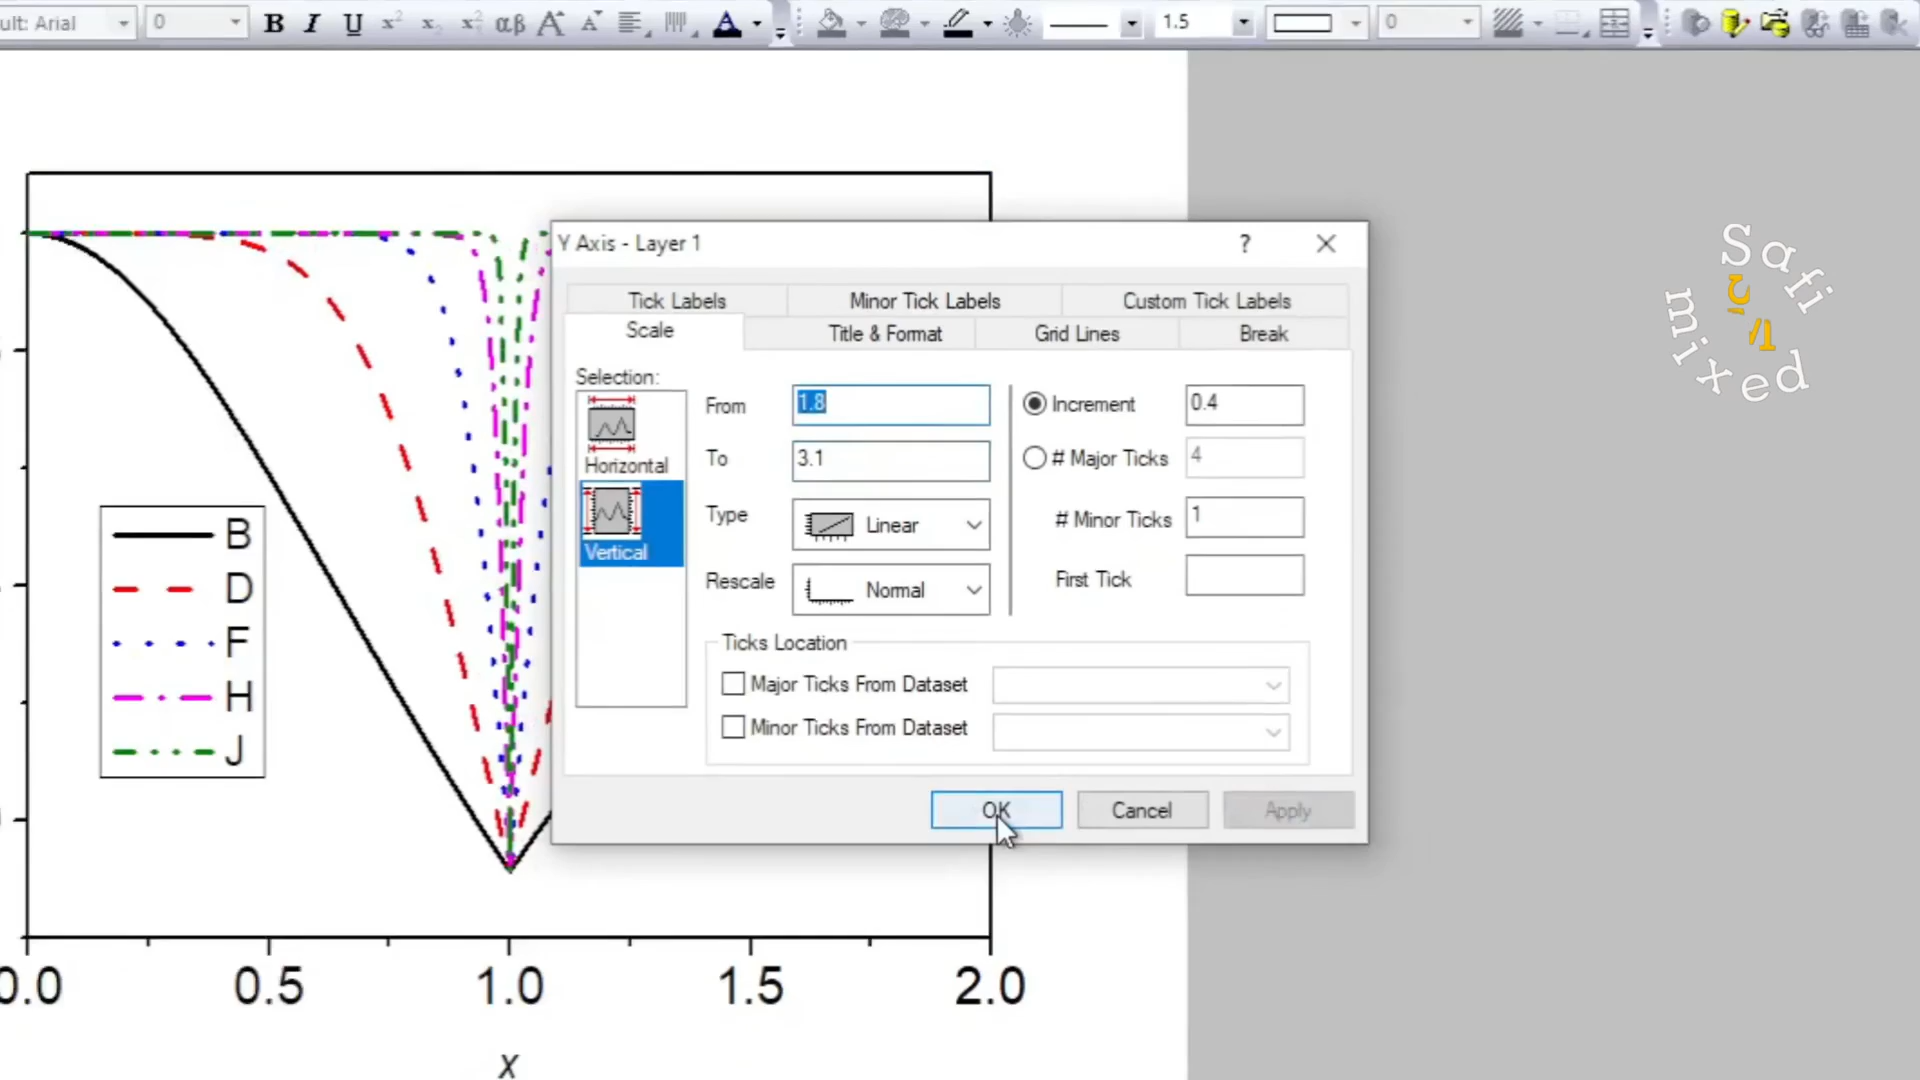 ult: Arial
0
B I U x² x₂ αβ A A A
1.5
0
Y Axis - Layer 1
?
Tick Labels
Minor Tick Labels
Custom Tick Labels
Scale
Title & Format
Grid Lines
Break
Selection:
Horizontal
Vertical
From
1.8
To
3.1
Type
Linear
Rescale
Normal
Increment
0.4
# Major Ticks
4
# Minor Ticks
1
First Tick
Ticks Location
Major Ticks From Dataset
Minor Ticks From Dataset
OK
Cancel
Apply
B
D
F
H
J
0.0 0.5 1.0 1.5 2.0
x
Safi
mixed